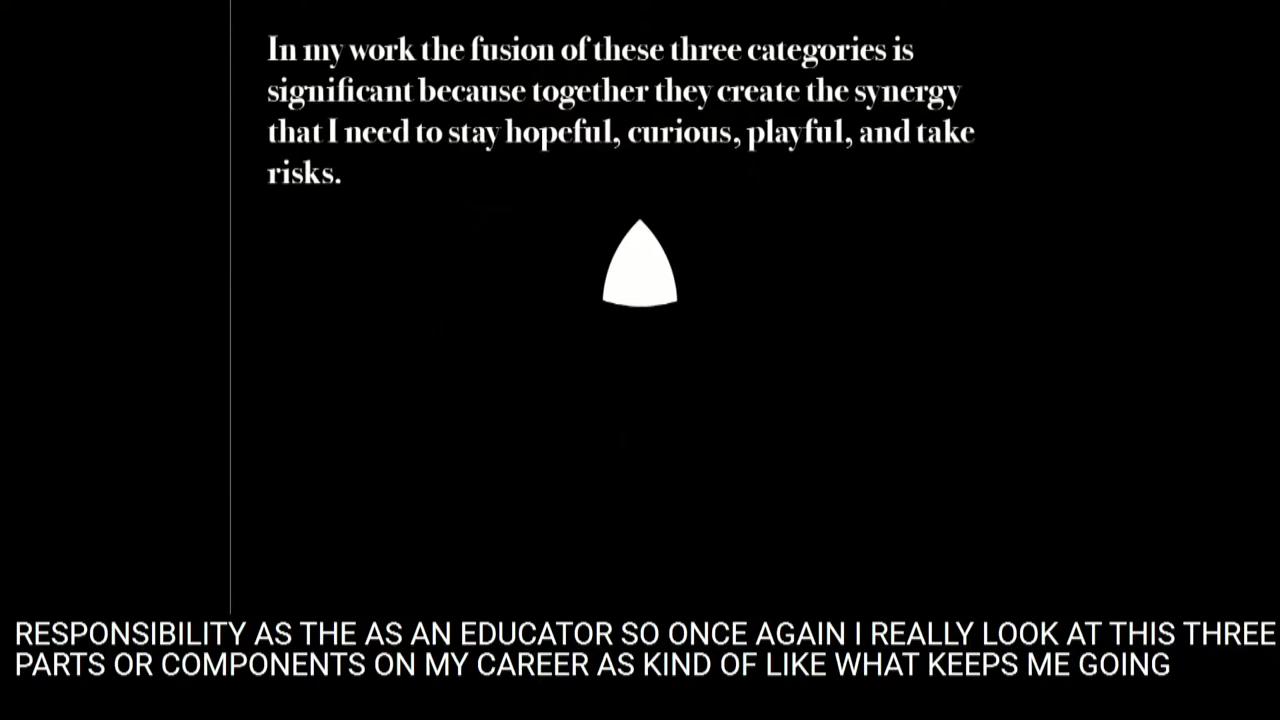 In my work the fusion of these three categories is
significant because together they create the synergy
that I need to stay hopeful, curious, playful, and take
risks.
RESPONSIBILITY AS THE AS AN EDUCATOR SO ONCE AGAIN I REALLY LOOK AT THIS THREE
PARTS OR COMPONENTS ON MY CAREER AS KIND OF LIKE WHAT KEEPS ME GOING